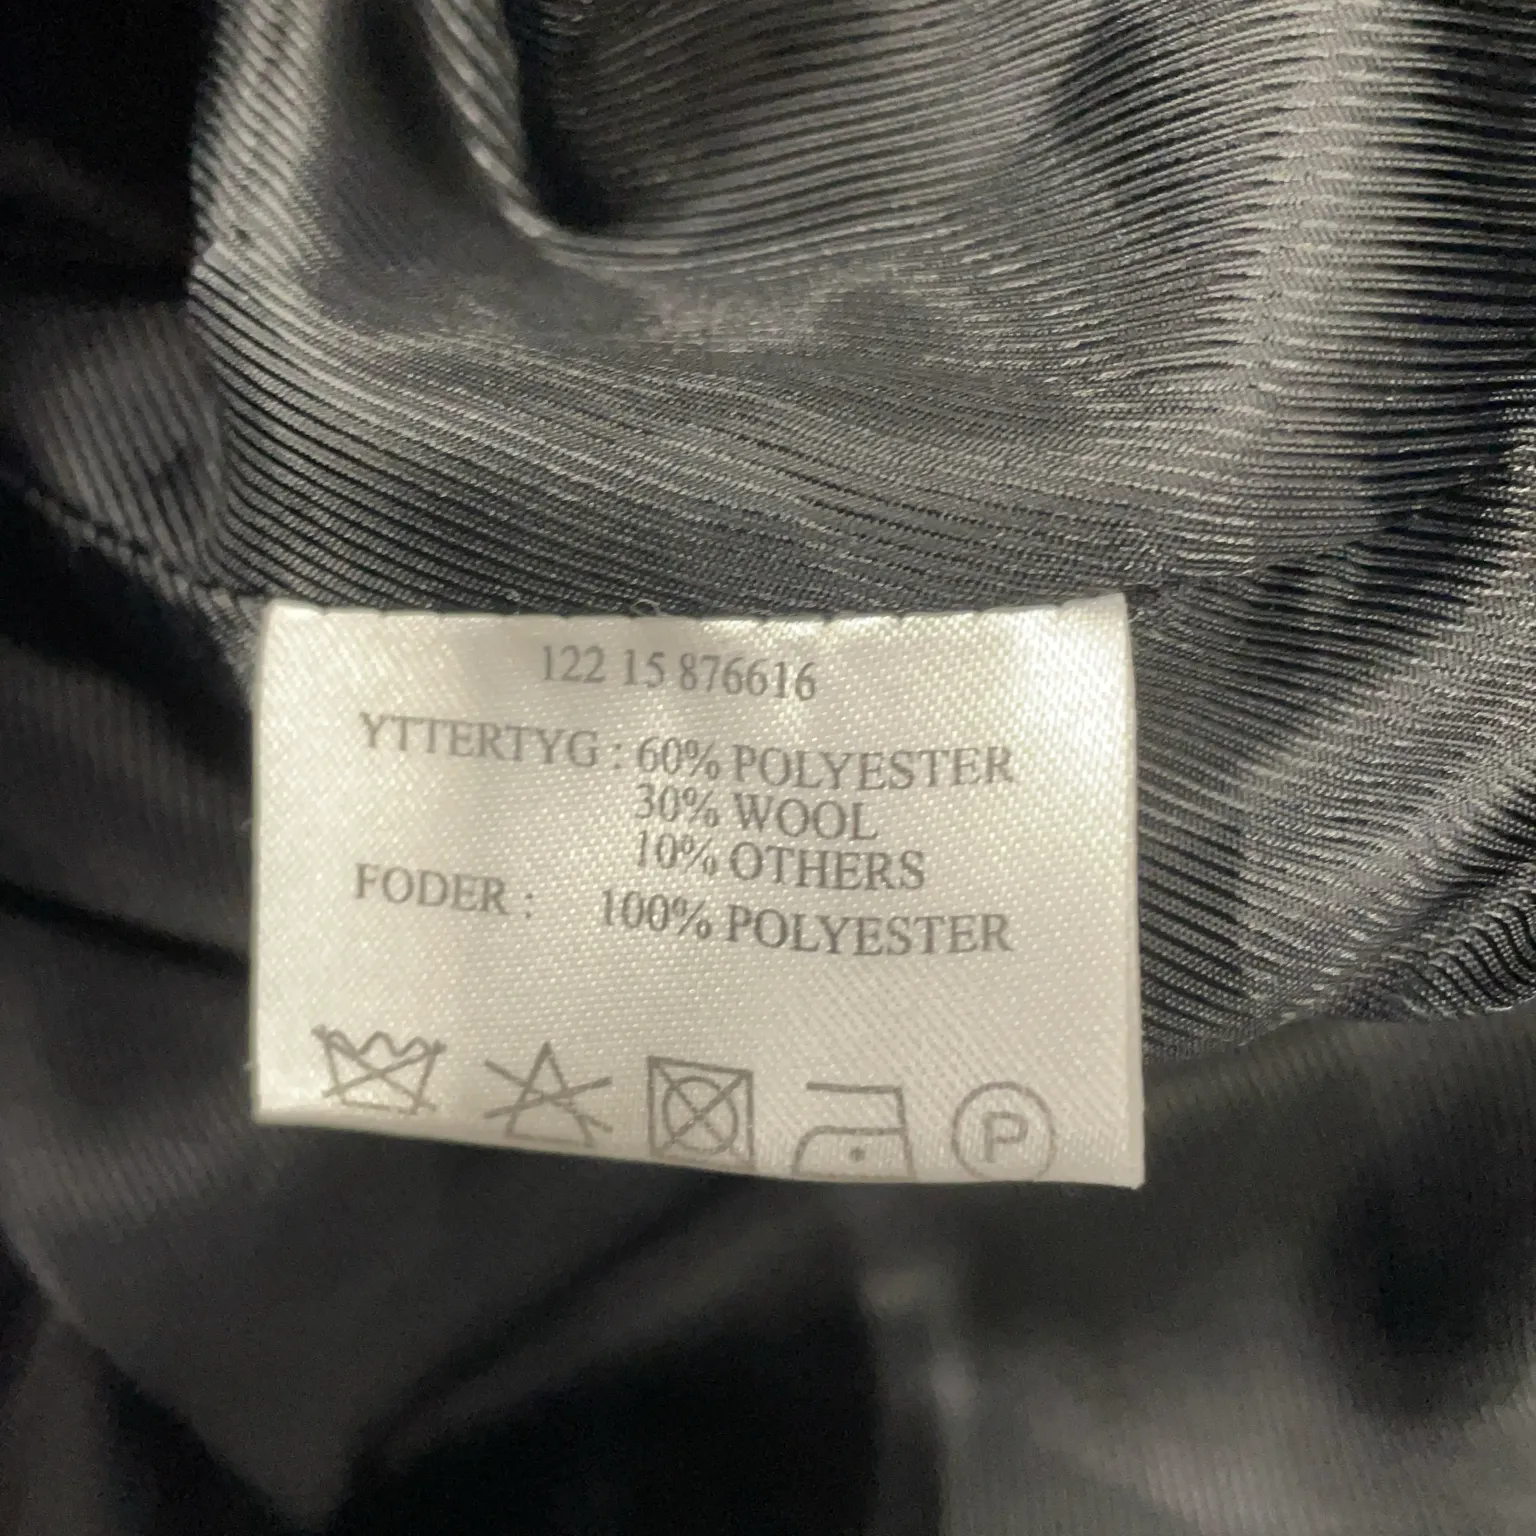 122 15 876616
YTTERTYG : 60% POLYESTER
30% WOOL
10% OTHERS
FODER : 100% POLYESTER
P